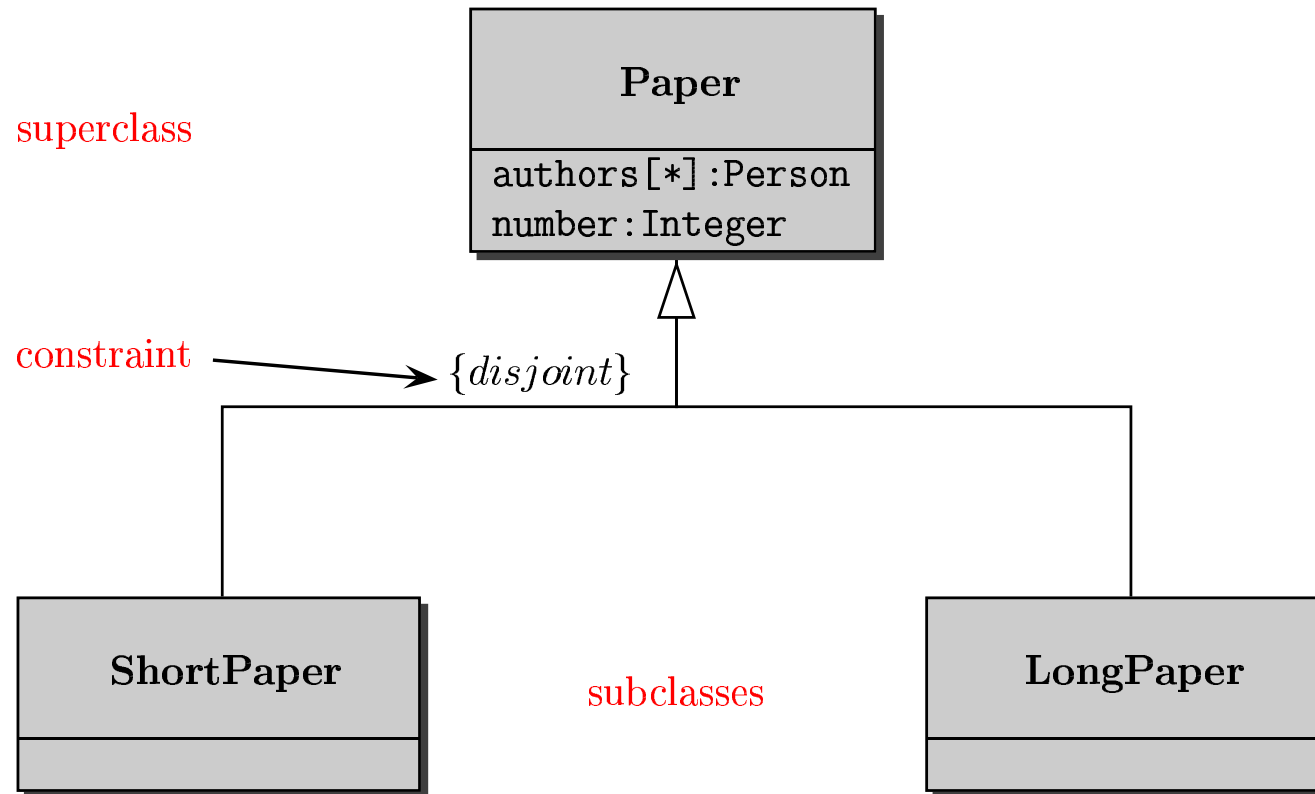 Paper
superclass
authors[*]:Person
number:Integer
constraint
{disjoint}
ShortPaper
LongPaper
subclasses